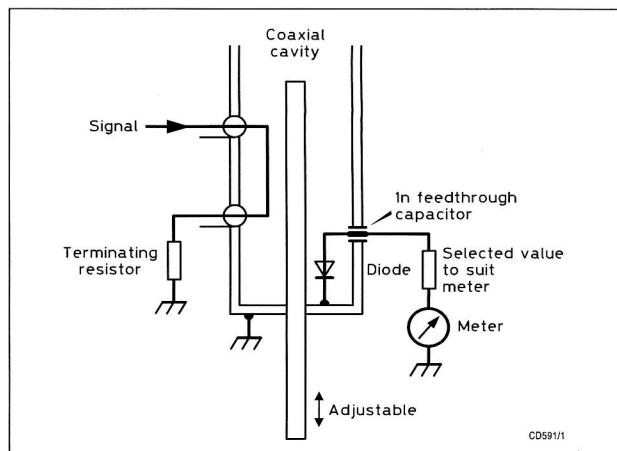 Coaxial
cavity
Signal
1n feedthrough
capacitor
Terminating
resistor
Diode
Selected value
to suit
meter
Meter
Adjustable
CD591/1